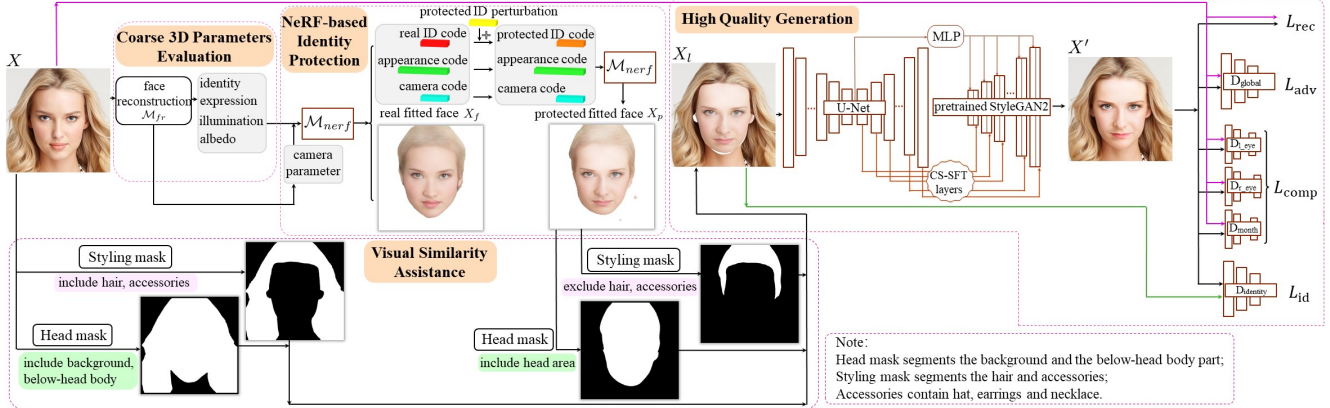 X
Coarse 3D Parameters
Evaluation
face
reconstruction
M_fr
identity
expression
illumination
albedo
camera
parameter
NeRF-based
Identity
Protection
protected ID perturbation
÷
real ID code
protected ID code
appearance code
appearance code
camera code
camera code
M_nerf
M_nerf
real fitted face X_f
protected fitted face X_p
High Quality Generation
X_l
U-Net
MLP
pretrained StyleGAN2
CS-SFT
layers
X′
L_rec
D_global
L_adv
D_l_eye
D_r_eye
D_month
L_comp
D_identity
L_id
Visual Similarity
Assistance
Styling mask
include hair, accessories
Head mask
include background,
below-head body
Styling mask
exclude hair, accessories
Head mask
include head area
Note:
Head mask segments the background and the below-head body part;
Styling mask segments the hair and accessories;
Accessories contain hat, earrings and necklace.